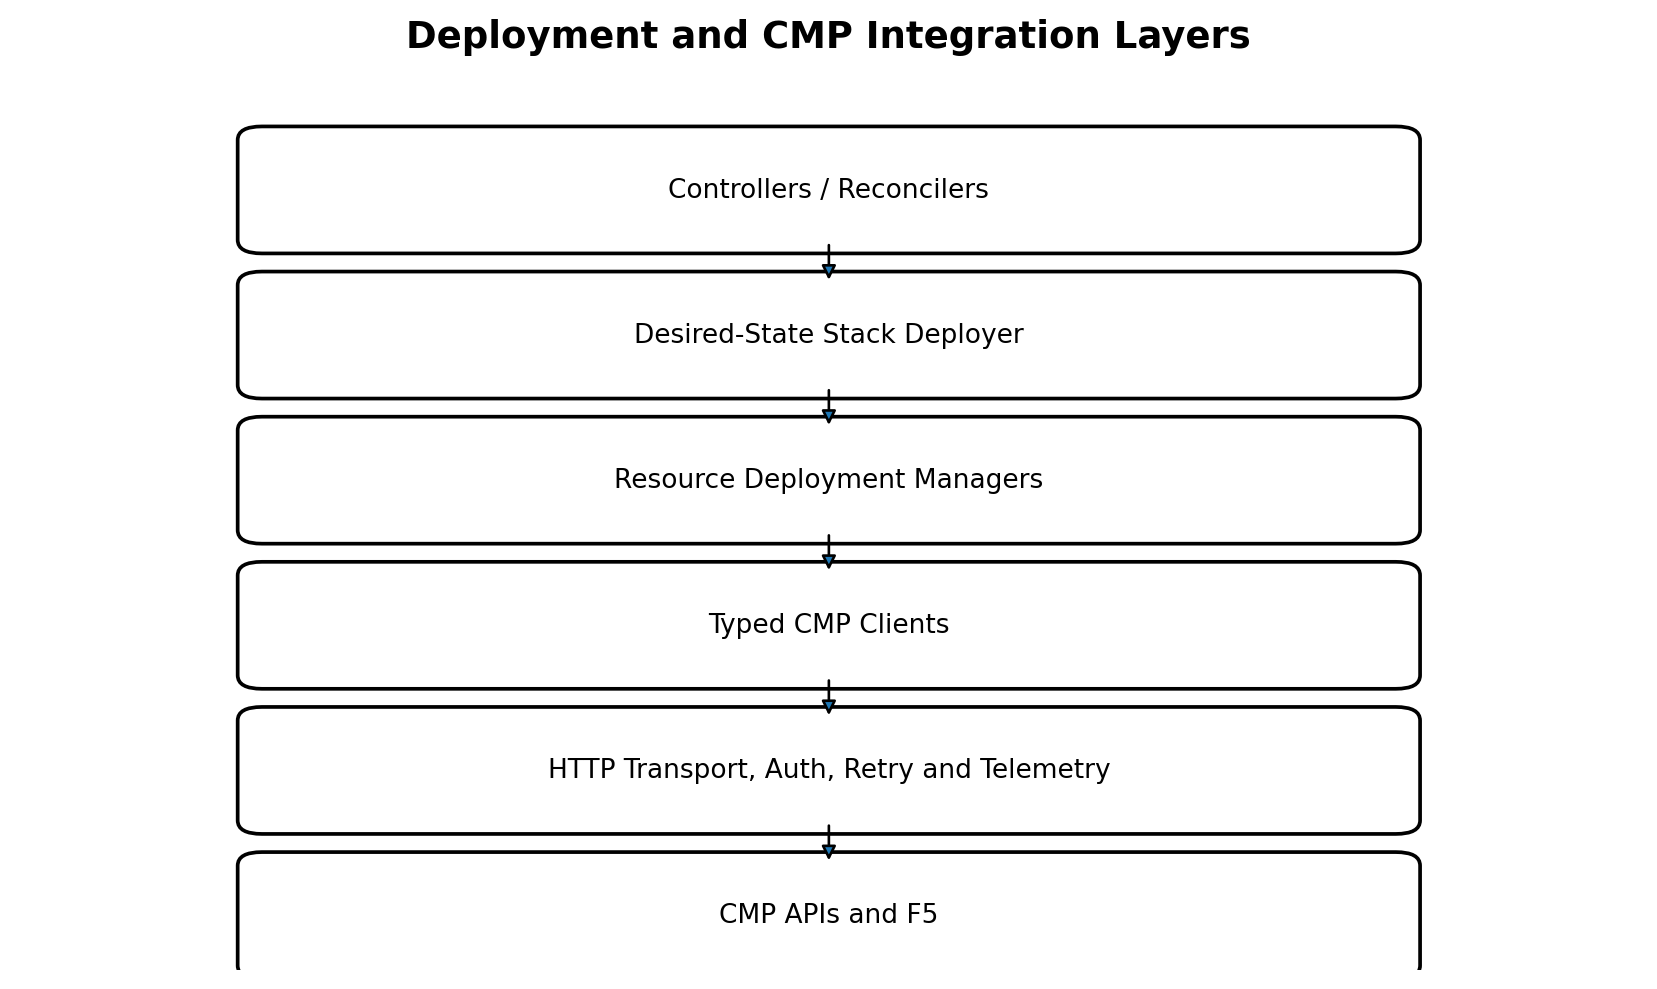 Deployment and CMP Integration Layers
Controllers / Reconcilers
Desired-State Stack Deployer
Resource Deployment Managers
Typed CMP Clients
HTTP Transport, Auth, Retry and Telemetry
CMP APIs and F5